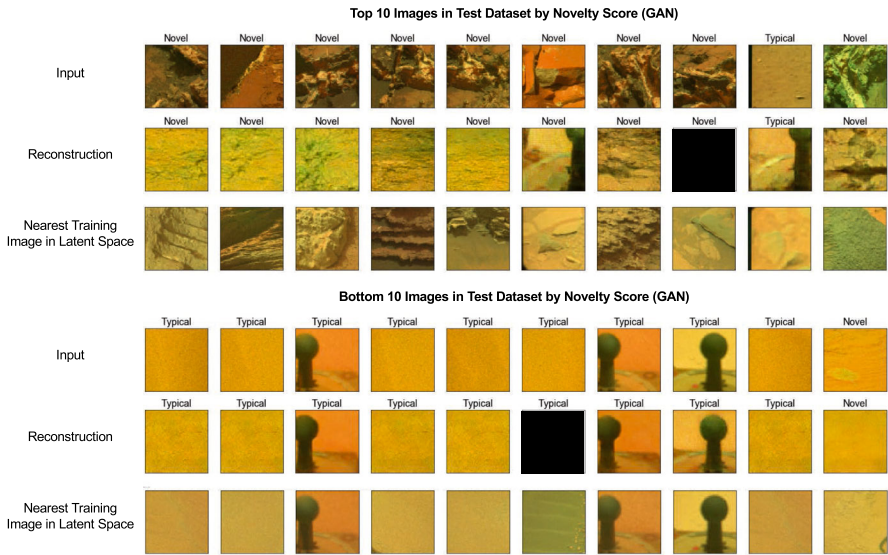 Top 10 Images in Test Dataset by Novelty Score (GAN)
Novel Novel Novel Novel Novel Novel Novel Novel Typical Novel
Input
Novel Novel Novel Novel Novel Novel Novel Novel Typical Novel
Reconstruction
Nearest Training
Image in Latent Space
Bottom 10 Images in Test Dataset by Novelty Score (GAN)
Typical Typical Typical Typical Typical Typical Typical Typical Typical Novel
Input
Typical Typical Typical Typical Typical Typical Typical Typical Typical Novel
Reconstruction
Nearest Training
Image in Latent Space